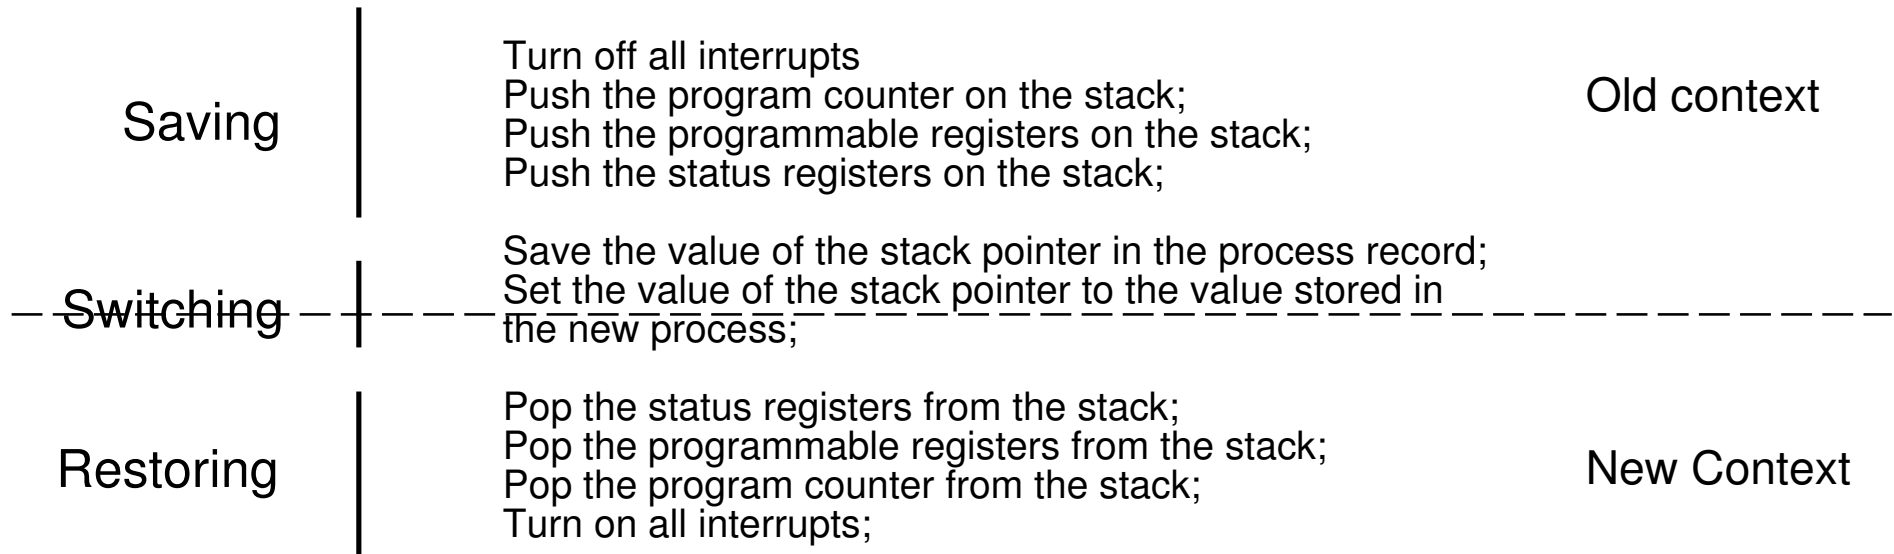 Saving
Turn off all interrupts
Push the program counter on the stack;
Push the programmable registers on the stack;
Push the status registers on the stack;
Old context
Switching
Save the value of the stack pointer in the process record;
Set the value of the stack pointer to the value stored in
the new process;
Restoring
Pop the status registers from the stack;
Pop the programmable registers from the stack;
Pop the program counter from the stack;
Turn on all interrupts;
New Context